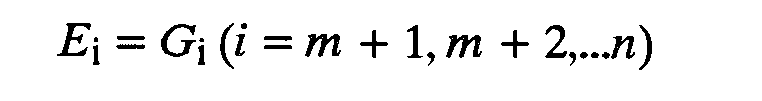 Eᵢ = Gᵢ (i = m + 1, m + 2,...n)